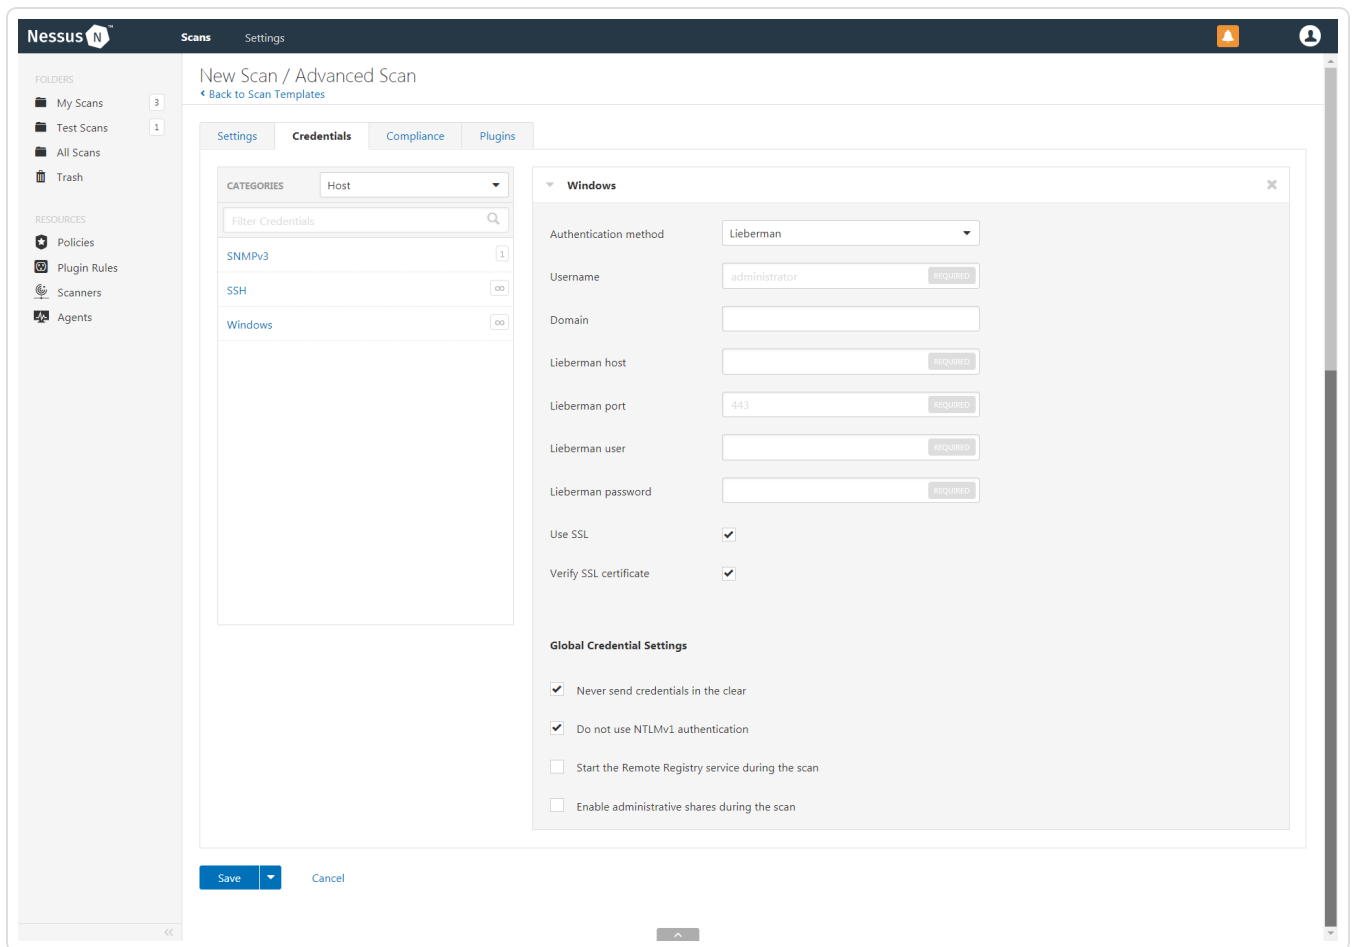 Nessus N ™
Scans
Settings
FOLDERS
My Scans 3
Test Scans 1
All Scans
Trash
RESOURCES
Policies
Plugin Rules
Scanners
Agents
New Scan / Advanced Scan
Back to Scan Templates
Settings
Credentials
Compliance
Plugins
CATEGORIES Host
Filter Credentials
SNMPv3 1
SSH ∞
Windows ∞
Windows
Authentication method Lieberman
Username administrator REQUIRED
Domain
Lieberman host REQUIRED
Lieberman port 443 REQUIRED
Lieberman user REQUIRED
Lieberman password REQUIRED
Use SSL
Verify SSL certificate
Global Credential Settings
Never send credentials in the clear
Do not use NTLMv1 authentication
Start the Remote Registry service during the scan
Enable administrative shares during the scan
Save
Cancel